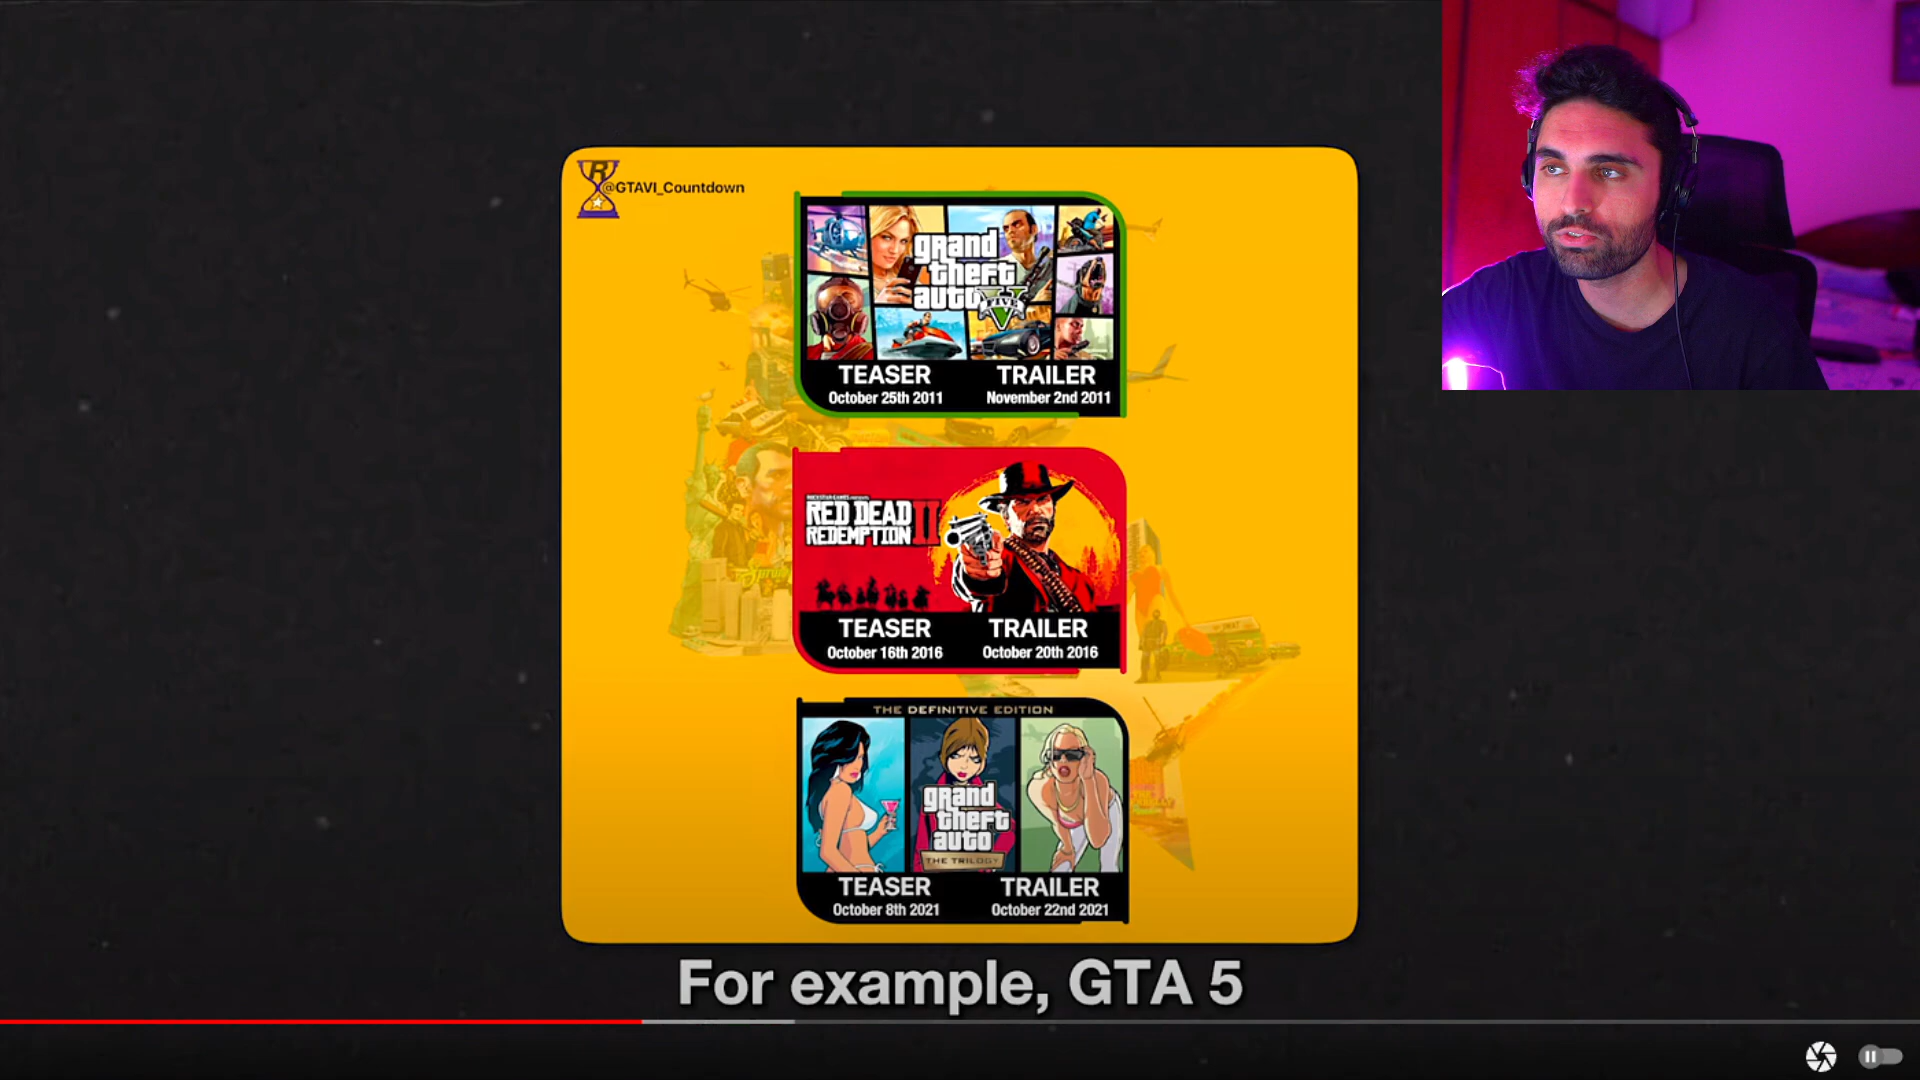 @GTAVI_Countdown
grand
theft
auto
FIVE
TEASER TRAILER
October 25th 2011 November 2nd 2011
RED DEAD
REDEMPTION II
TEASER TRAILER
October 16th 2016 October 20th 2016
THE DEFINITIVE EDITION
grand
theft
auto
THE TRILOGY
TEASER TRAILER
October 8th 2021 October 22nd 2021
For example, GTA 5